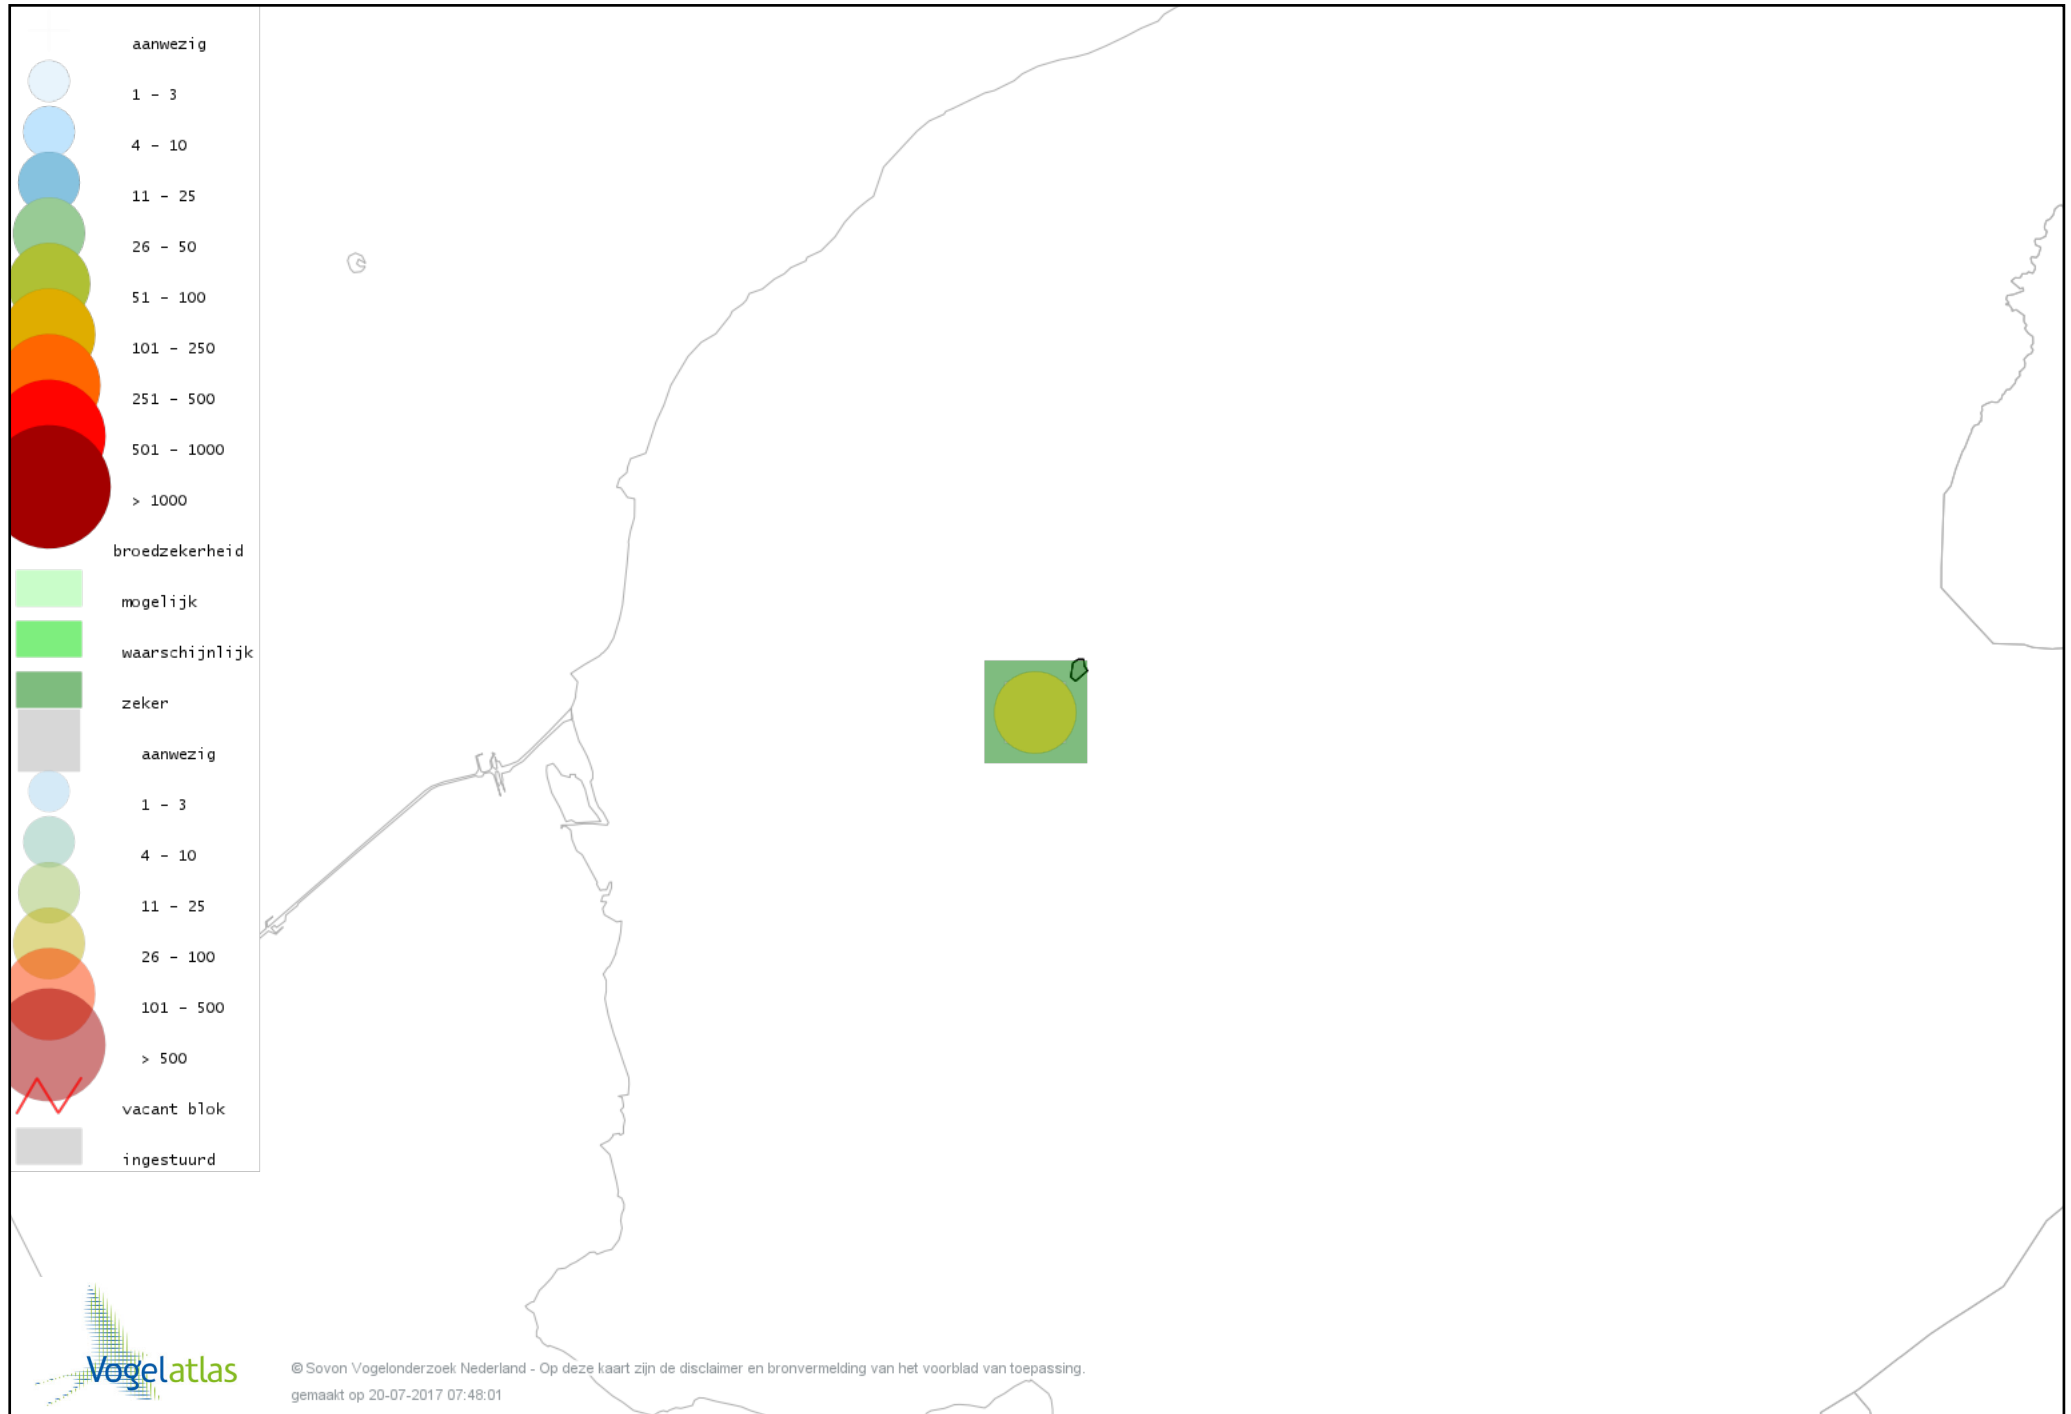 aanwezig
1 - 3
4 - 10
11 - 25
26 - 50
51 - 100
101 - 250
251 - 500
501 - 1000
> 1000
broedzekerheid
mogelijk
waarschijnlijk
zeker
aanwezig
1 - 3
4 - 10
11 - 25
26 - 100
101 - 500
> 500
vacant blok
ingestuurd
Vogelatlas
© Sovon Vogelonderzoek Nederland - Op deze kaart zijn de disclaimer en bronvermelding van het voorblad van toepassing.
gemaakt op 20-07-2017 07:48:01